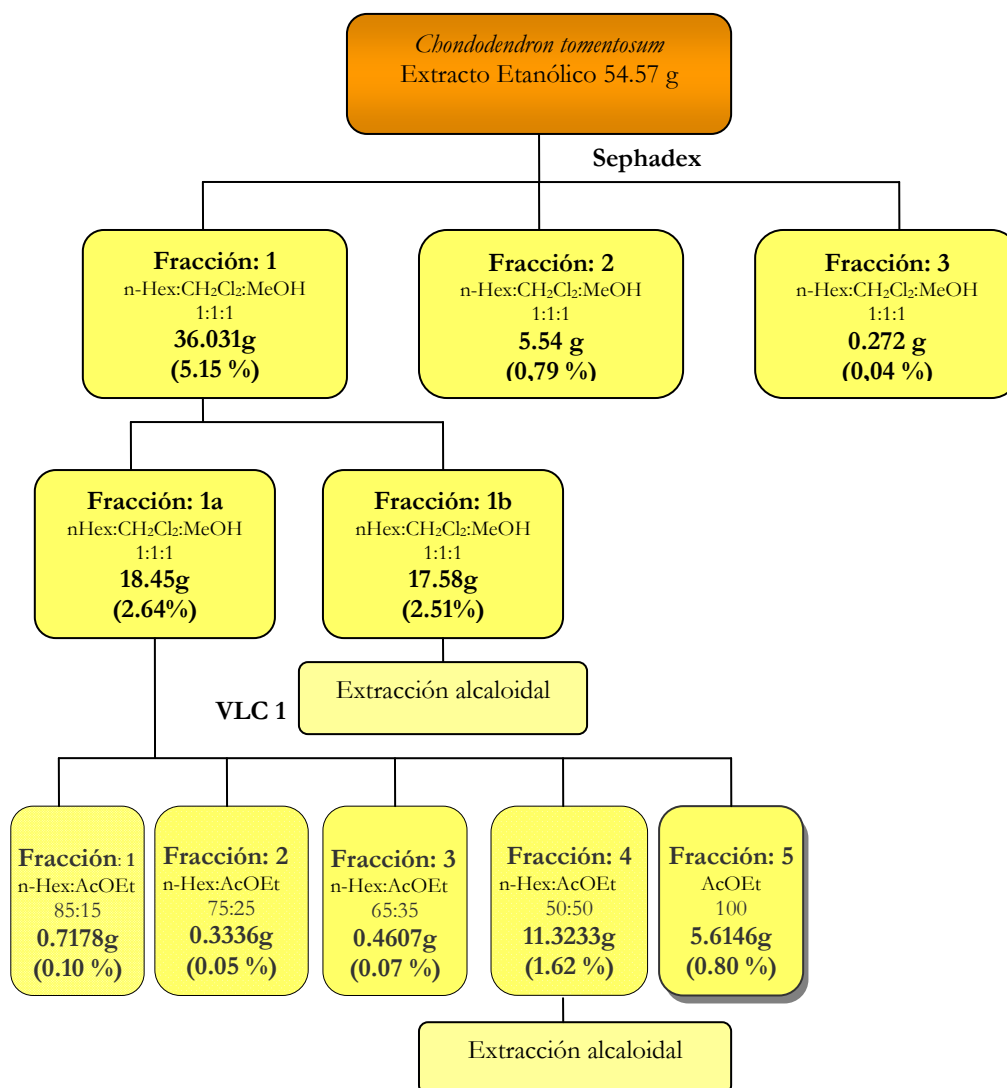 Chondodendron tomentosum
Extracto Etanólico 54.57 g
Sephadex
Fracción: 1
n-Hex:CH₂Cl₂:MeOH
1:1:1
36.031g
(5.15 %)
Fracción: 2
n-Hex:CH₂Cl₂:MeOH
1:1:1
5.54 g
(0,79 %)
Fracción: 3
n-Hex:CH₂Cl₂:MeOH
1:1:1
0.272 g
(0,04 %)
Fracción: 1a
nHex:CH₂Cl₂:MeOH
1:1:1
18.45g
(2.64%)
Fracción: 1b
nHex:CH₂Cl₂:MeOH
1:1:1
17.58g
(2.51%)
Extracción alcaloidal
VLC 1
Fracción: 1
n-Hex:AcOEt
85:15
0.7178g
(0.10 %)
Fracción: 2
n-Hex:AcOEt
75:25
0.3336g
(0.05 %)
Fracción: 3
n-Hex:AcOEt
65:35
0.4607g
(0.07 %)
Fracción: 4
n-Hex:AcOEt
50:50
11.3233g
(1.62 %)
Fracción: 5
AcOEt
100
5.6146g
(0.80 %)
Extracción alcaloidal